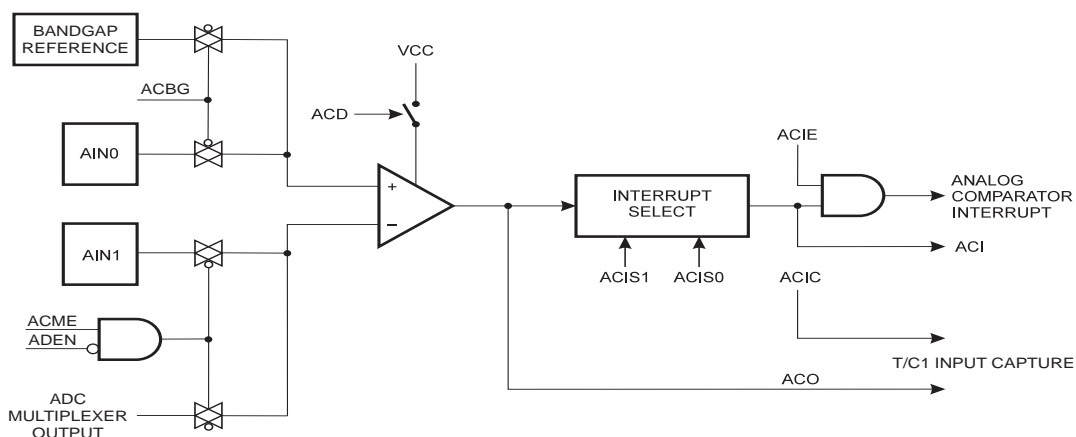 BANDGAP
REFERENCE
VCC
ACBG
ACD
AIN0
ACIE
+
INTERRUPT
SELECT
ANALOG
COMPARATOR
INTERRUPT
−
AIN1
ACI
ACIS1
ACIS0
ACIC
ACME
ADEN
T/C1 INPUT CAPTURE
ACO
ADC
MULTIPLEXER
OUTPUT